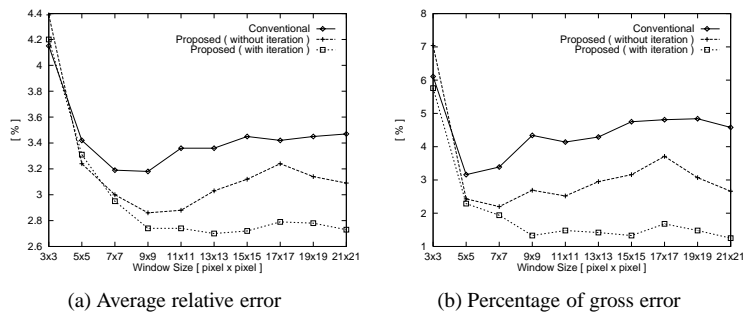 4.4
4.2
4
3.8
3.6
3.4
3.2
3
2.8
2.6
[ % ]
Conventional
Proposed ( without iteration )
Proposed ( with iteration )
3x3 5x5 7x7 9x9 11x11 13x13 15x15 17x17 19x19 21x21
Window Size [ pixel x pixel ]
(a) Average relative error
8
7
6
5
4
3
2
1
[ % ]
Conventional
Proposed ( without iteration )
Proposed ( with iteration )
3x3 5x5 7x7 9x9 11x11 13x13 15x15 17x17 19x19 21x21
Window Size [ pixel x pixel ]
(b) Percentage of gross error